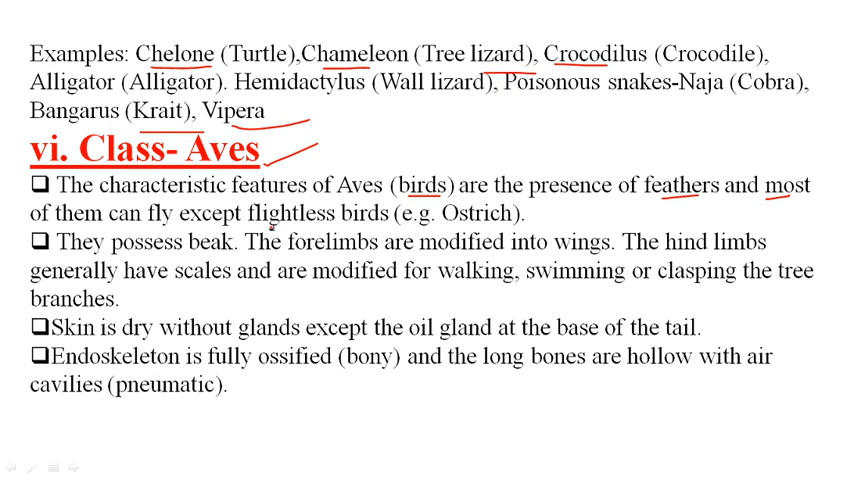 Examples: Chelone (Turtle),Chameleon (Tree lizard), Crocodilus (Crocodile),
Alligator (Alligator). Hemidactylus (Wall lizard), Poisonous snakes-Naja (Cobra),
Bangarus (Krait), Vipera
vi. Class- Aves
❑ The characteristic features of Aves (birds) are the presence of feathers and most
of them can fly except flightless birds (e.g. Ostrich).
❑ They possess beak. The forelimbs are modified into wings. The hind limbs
generally have scales and are modified for walking, swimming or clasping the tree
branches.
❑Skin is dry without glands except the oil gland at the base of the tail.
❑Endoskeleton is fully ossified (bony) and the long bones are hollow with air
cavilies (pneumatic).